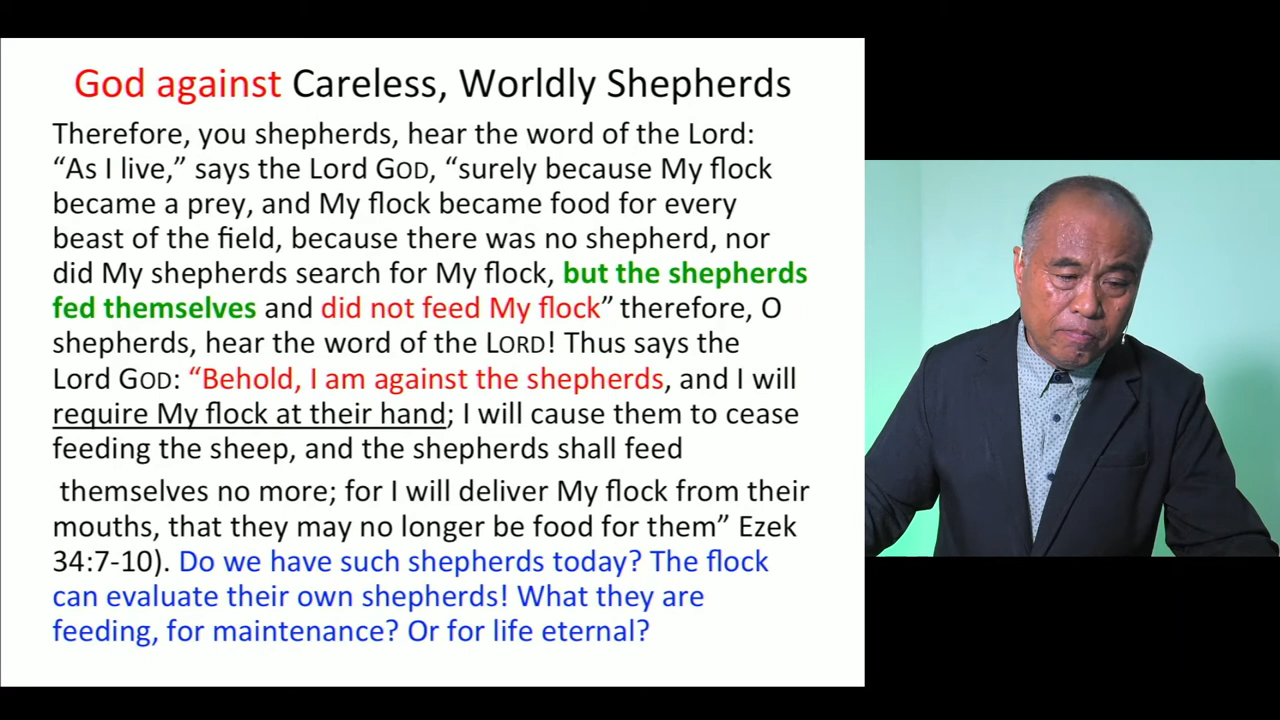 God against Careless, Worldly Shepherds
Therefore, you shepherds, hear the word of the Lord:
“As I live,” says the Lord GOD, “surely because My flock
became a prey, and My flock became food for every
beast of the field, because there was no shepherd, nor
did My shepherds search for My flock, but the shepherds
fed themselves and did not feed My flock” therefore, O
shepherds, hear the word of the LORD! Thus says the
Lord GOD: “Behold, I am against the shepherds, and I will
require My flock at their hand; I will cause them to cease
feeding the sheep, and the shepherds shall feed
themselves no more; for I will deliver My flock from their
mouths, that they may no longer be food for them” Ezek
34:7-10). Do we have such shepherds today? The flock
can evaluate their own shepherds! What they are
feeding, for maintenance? Or for life eternal?